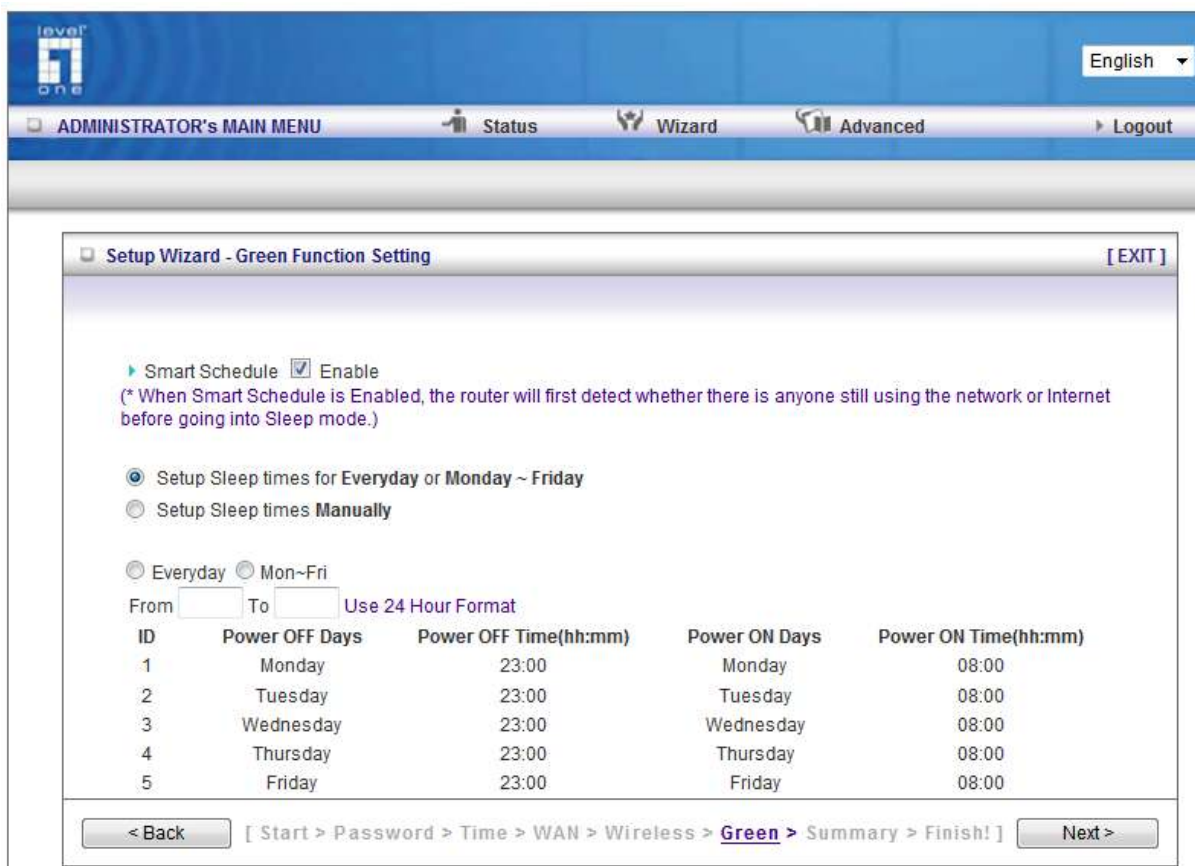 level
one
English
ADMINISTRATOR's MAIN MENU Status Wizard Advanced Logout
Setup Wizard - Green Function Setting [ EXIT ]
Smart Schedule Enable
(* When Smart Schedule is Enabled, the router will first detect whether there is anyone still using the network or Internet
before going into Sleep mode.)
Setup Sleep times for Everyday or Monday ~ Friday
Setup Sleep times Manually
Everyday Mon~Fri
From To Use 24 Hour Format
ID Power OFF Days Power OFF Time(hh:mm) Power ON Days Power ON Time(hh:mm)
1 Monday 23:00 Monday 08:00
2 Tuesday 23:00 Tuesday 08:00
3 Wednesday 23:00 Wednesday 08:00
4 Thursday 23:00 Thursday 08:00
5 Friday 23:00 Friday 08:00
< Back [ Start > Password > Time > WAN > Wireless > Green > Summary > Finish! ] Next >